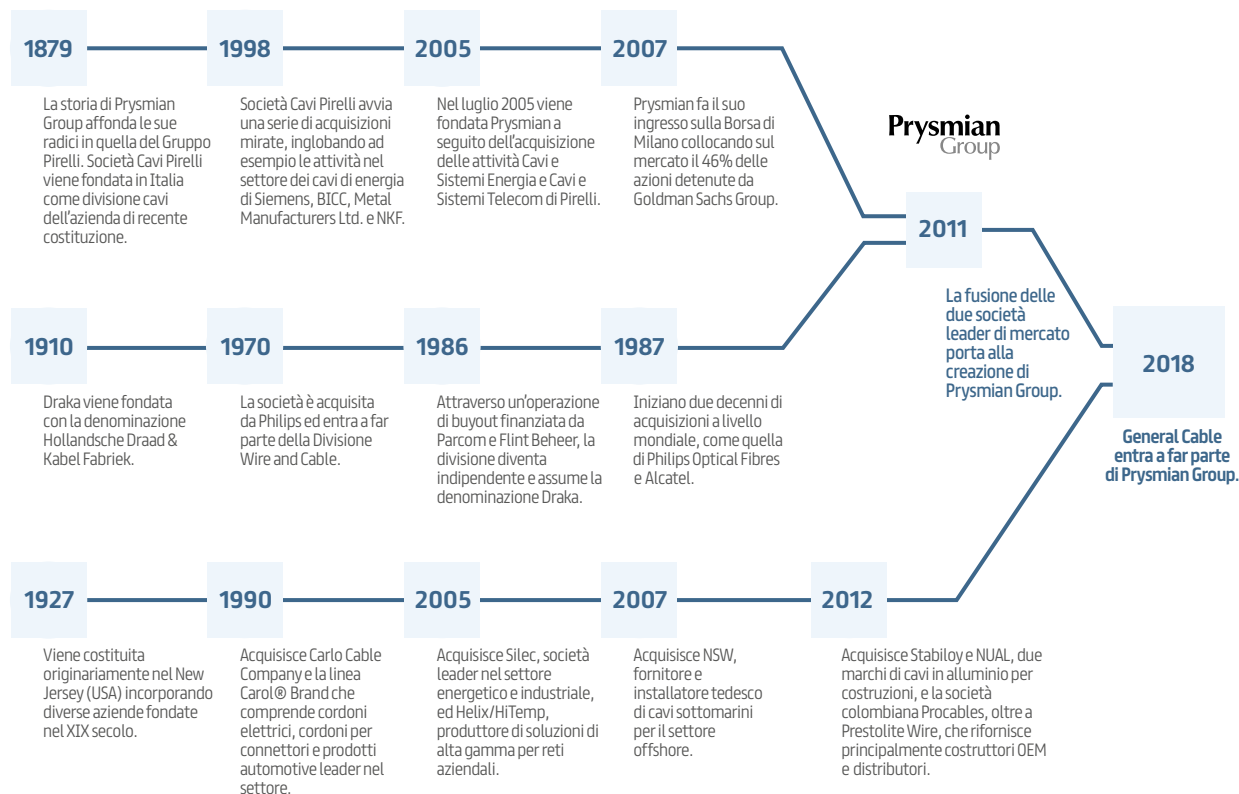 1879
La storia di Prysmian
Group affonda le sue
radici in quella del Gruppo
Pirelli. Società Cavi Pirelli
viene fondata in Italia
come divisione cavi
dell'azienda di recente
costituzione.
1998
Società Cavi Pirelli avvia
una serie di acquisizioni
mirate, inglobando ad
esempio le attività nel
settore dei cavi di energia
di Siemens, BICC, Metal
Manufacturers Ltd. e NKF.
2005
Nel luglio 2005 viene
fondata Prysmian a
seguito dell'acquisizione
delle attività Cavi e
Sistemi Energia e Cavi e
Sistemi Telecom di Pirelli.
2007
Prysmian fa il suo
ingresso sulla Borsa di
Milano collocando sul
mercato il 46% delle
azioni detenute da
Goldman Sachs Group.
Prysmian
Group
2011
La fusione delle
due società
leader di mercato
porta alla
creazione di
Prysmian Group.
2018
General Cable
entra a far parte
di Prysmian Group.
1910
Draka viene fondata
con la denominazione
Hollandsche Draad &
Kabel Fabriek.
1970
La società è acquisita
da Philips ed entra a far
parte della Divisione
Wire and Cable.
1986
Attraverso un'operazione
di buyout finanziata da
Parcom e Flint Beheer, la
divisione diventa
indipendente e assume la
denominazione Draka.
1987
Iniziano due decenni di
acquisizioni a livello
mondiale, come quella
di Philips Optical Fibres
e Alcatel.
1927
Viene costituita
originariamente nel New
Jersey (USA) incorporando
diverse aziende fondate
nel XIX secolo.
1990
Acquisisce Carlo Cable
Company e la linea
Carol® Brand che
comprende cordoni
elettrici, cordoni per
connettori e prodotti
automotive leader nel
settore.
2005
Acquisisce Silec, società
leader nel settore
energetico e industriale,
ed Helix/HiTemp,
produttore di soluzioni di
alta gamma per reti
aziendali.
2007
Acquisisce NSW,
fornitore e
installatore tedesco
di cavi sottomarini
per il settore
offshore.
2012
Acquisisce Stabiloy e NUAL, due
marchi di cavi in alluminio per
costruzioni, e la società
colombiana Procables, oltre a
Prestolite Wire, che rifornisce
principalmente costruttori OEM
e distributori.